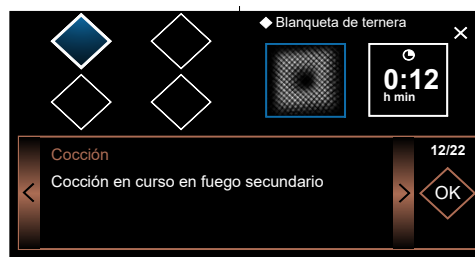 Blanqueta de ternera
0:12
h min
Cocción
12/22
Cocción en curso en fuego secundario
OK